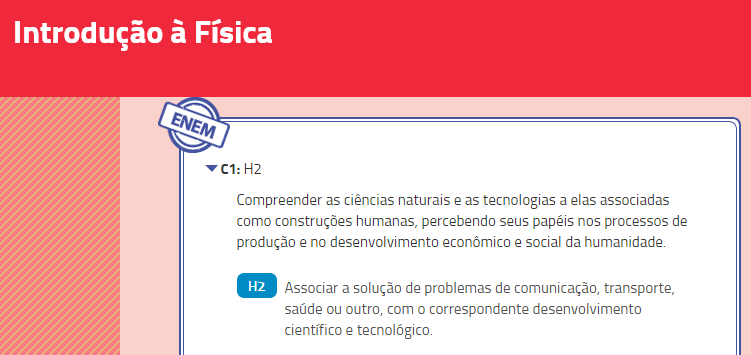 Introdução à Física
ENEM
C1: H2
Compreender as ciências naturais e as tecnologias a elas associadas
como construções humanas, percebendo seus papéis nos processos de
produção e no desenvolvimento econômico e social da humanidade.
H2 Associar a solução de problemas de comunicação, transporte,
saúde ou outro, com o correspondente desenvolvimento
científico e tecnológico.